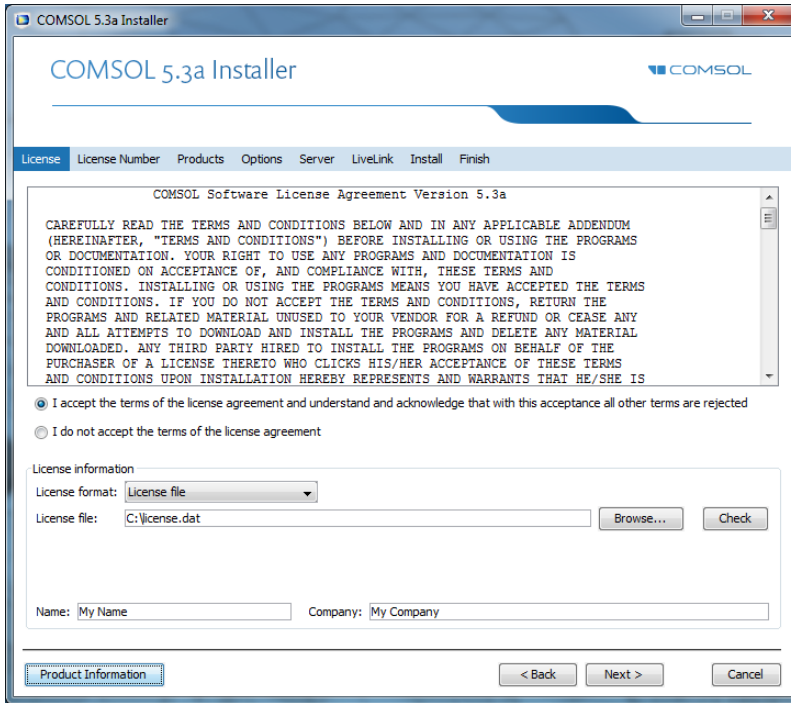 COMSOL 5.3a Installer
COMSOL 5.3a Installer
COMSOL
License License Number Products Options Server LiveLink Install Finish
COMSOL Software License Agreement Version 5.3a
CAREFULLY READ THE TERMS AND CONDITIONS BELOW AND IN ANY APPLICABLE ADDENDUM
(HEREINAFTER, "TERMS AND CONDITIONS") BEFORE INSTALLING OR USING THE PROGRAMS
OR DOCUMENTATION. YOUR RIGHT TO USE ANY PROGRAMS AND DOCUMENTATION IS
CONDITIONED ON ACCEPTANCE OF, AND COMPLIANCE WITH, THESE TERMS AND
CONDITIONS. INSTALLING OR USING THE PROGRAMS MEANS YOU HAVE ACCEPTED THE TERMS
AND CONDITIONS. IF YOU DO NOT ACCEPT THE TERMS AND CONDITIONS, RETURN THE
PROGRAMS AND RELATED MATERIAL UNUSED TO YOUR VENDOR FOR A REFUND OR CEASE ANY
AND ALL ATTEMPTS TO DOWNLOAD AND INSTALL THE PROGRAMS AND DELETE ANY MATERIAL
DOWNLOADED. ANY THIRD PARTY HIRED TO INSTALL THE PROGRAMS ON BEHALF OF THE
PURCHASER OF A LICENSE THERETO WHO CLICKS HIS/HER ACCEPTANCE OF THESE TERMS
AND CONDITIONS UPON INSTALLATION HEREBY REPRESENTS AND WARRANTS THAT HE/SHE IS
I accept the terms of the license agreement and understand and acknowledge that with this acceptance all other terms are rejected
I do not accept the terms of the license agreement
License information
License format: License file
License file: C:\license.dat Browse... Check
Name: My Name Company: My Company
Product Information < Back Next > Cancel